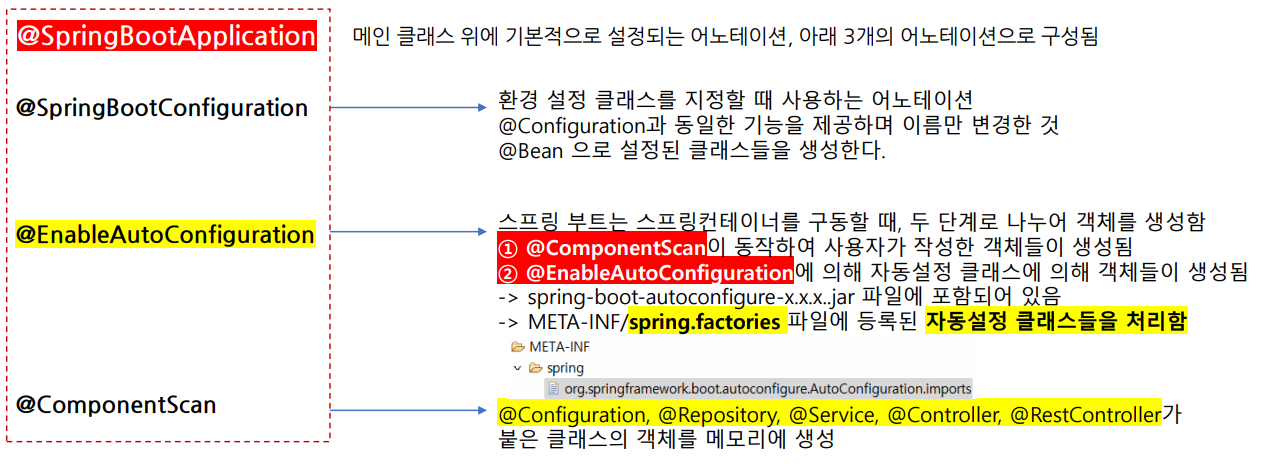 @SpringBootApplication
메인 클래스 위에 기본적으로 설정되는 어노테이션, 아래 3개의 어노테이션으로 구성됨
@SpringBootConfiguration
환경 설정 클래스를 지정할 때 사용하는 어노테이션
@Configuration과 동일한 기능을 제공하며 이름만 변경한 것
@Bean 으로 설정된 클래스들을 생성한다.
@EnableAutoConfiguration
스프링 부트는 스프링컨테이너를 구동할 때, 두 단계로 나누어 객체를 생성함
① @ComponentScan이 동작하여 사용자가 작성한 객체들이 생성됨
② @EnableAutoConfiguration에 의해 자동설정 클래스에 의해 객체들이 생성됨
-> spring-boot-autoconfigure-x.x.x..jar 파일에 포함되어 있음
-> META-INF/spring.factories 파일에 등록된 자동설정 클래스들을 처리함
META-INF
spring
org.springframework.boot.autoconfigure.AutoConfiguration.imports
@ComponentScan
@Configuration, @Repository, @Service, @Controller, @RestController가
붙은 클래스의 객체를 메모리에 생성